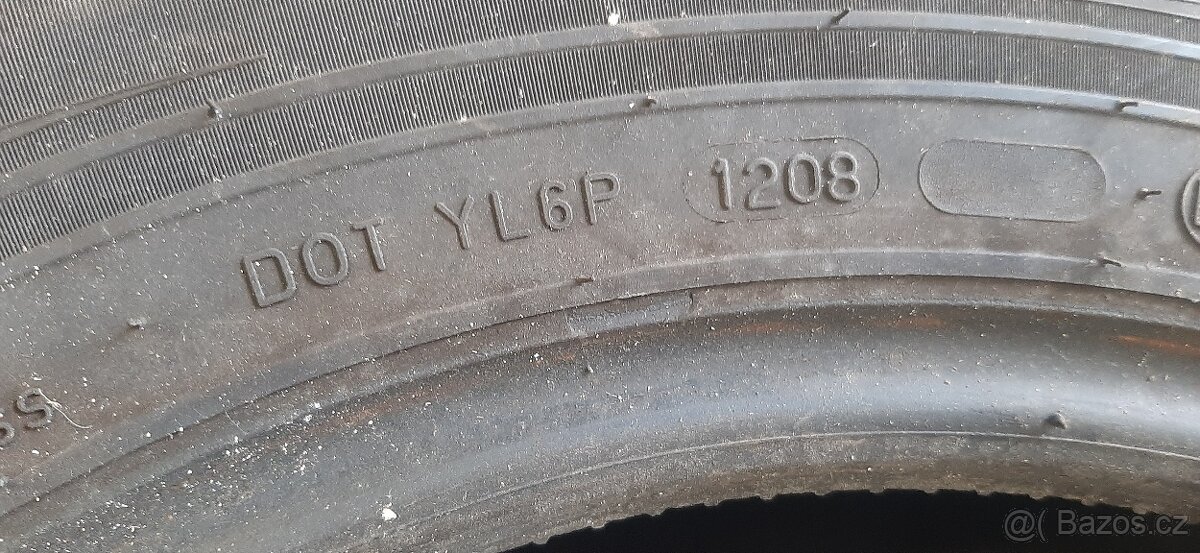 DOT YL6P 1208
@( Bazos.cz